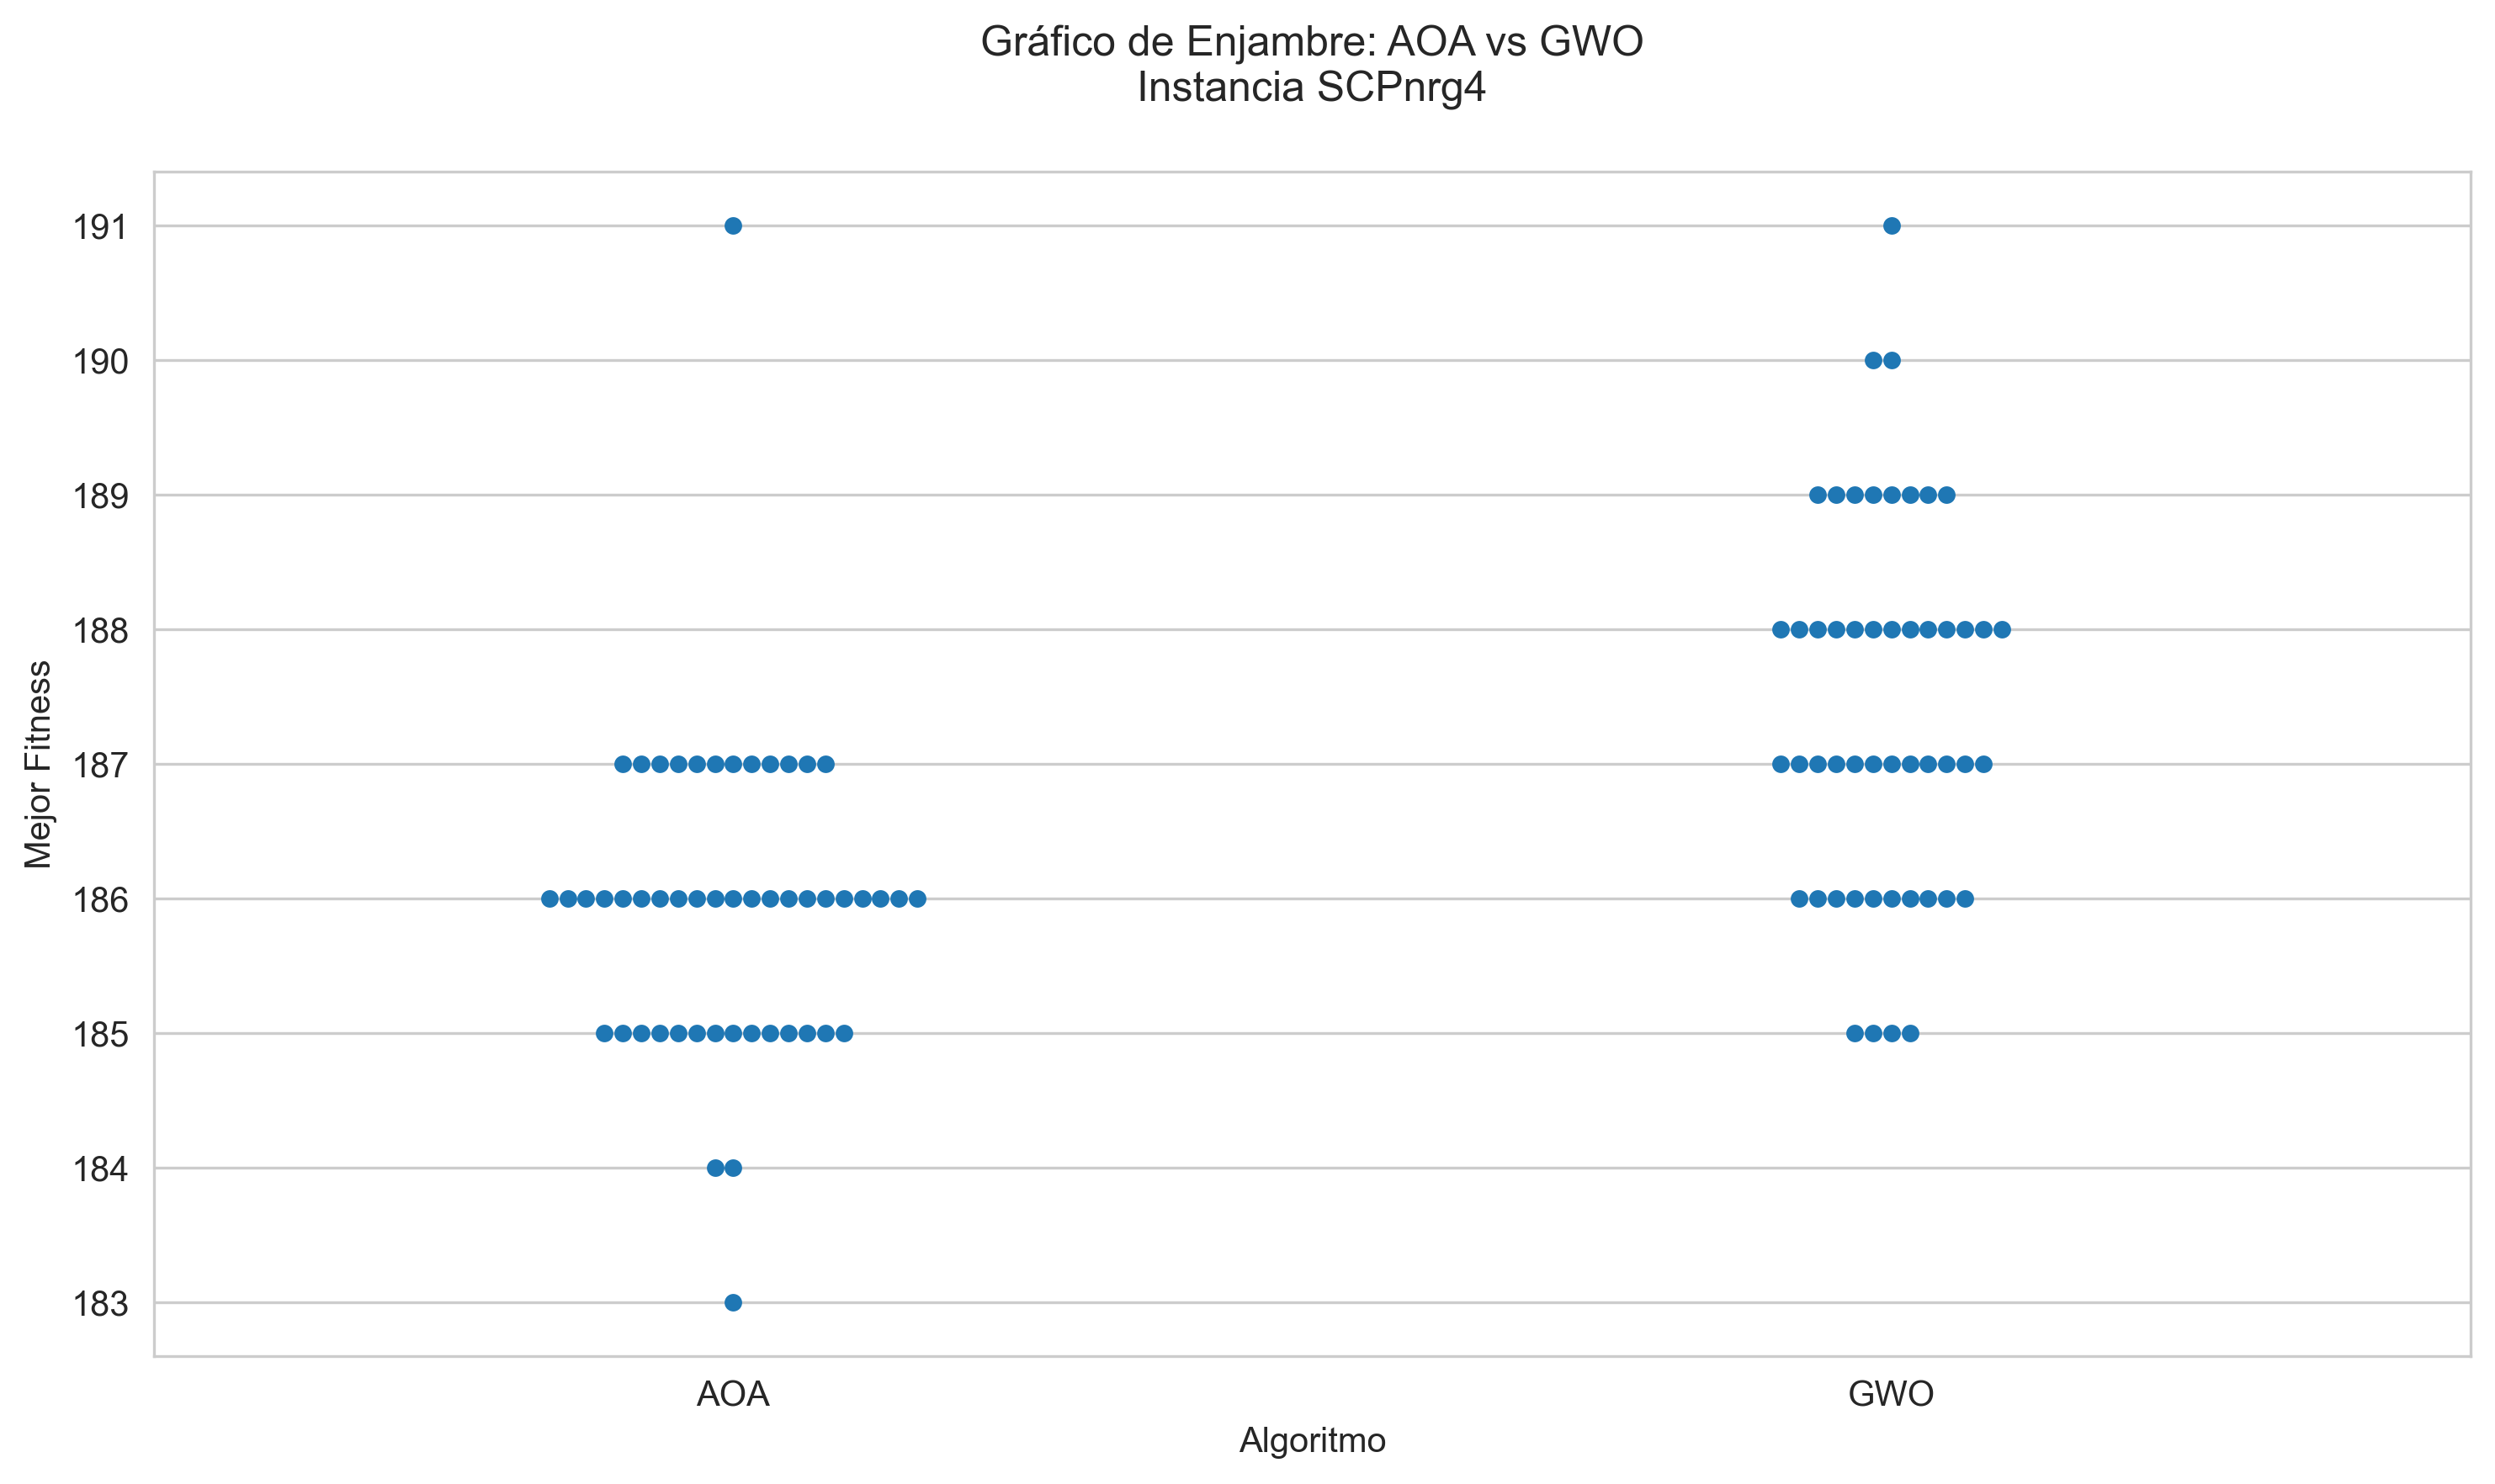 Gráfico de Enjambre: AOA vs GWO
Instancia SCPnrg4
191
190
189
188
187
186
185
184
183
Mejor Fitness
AOA
GWO
Algoritmo